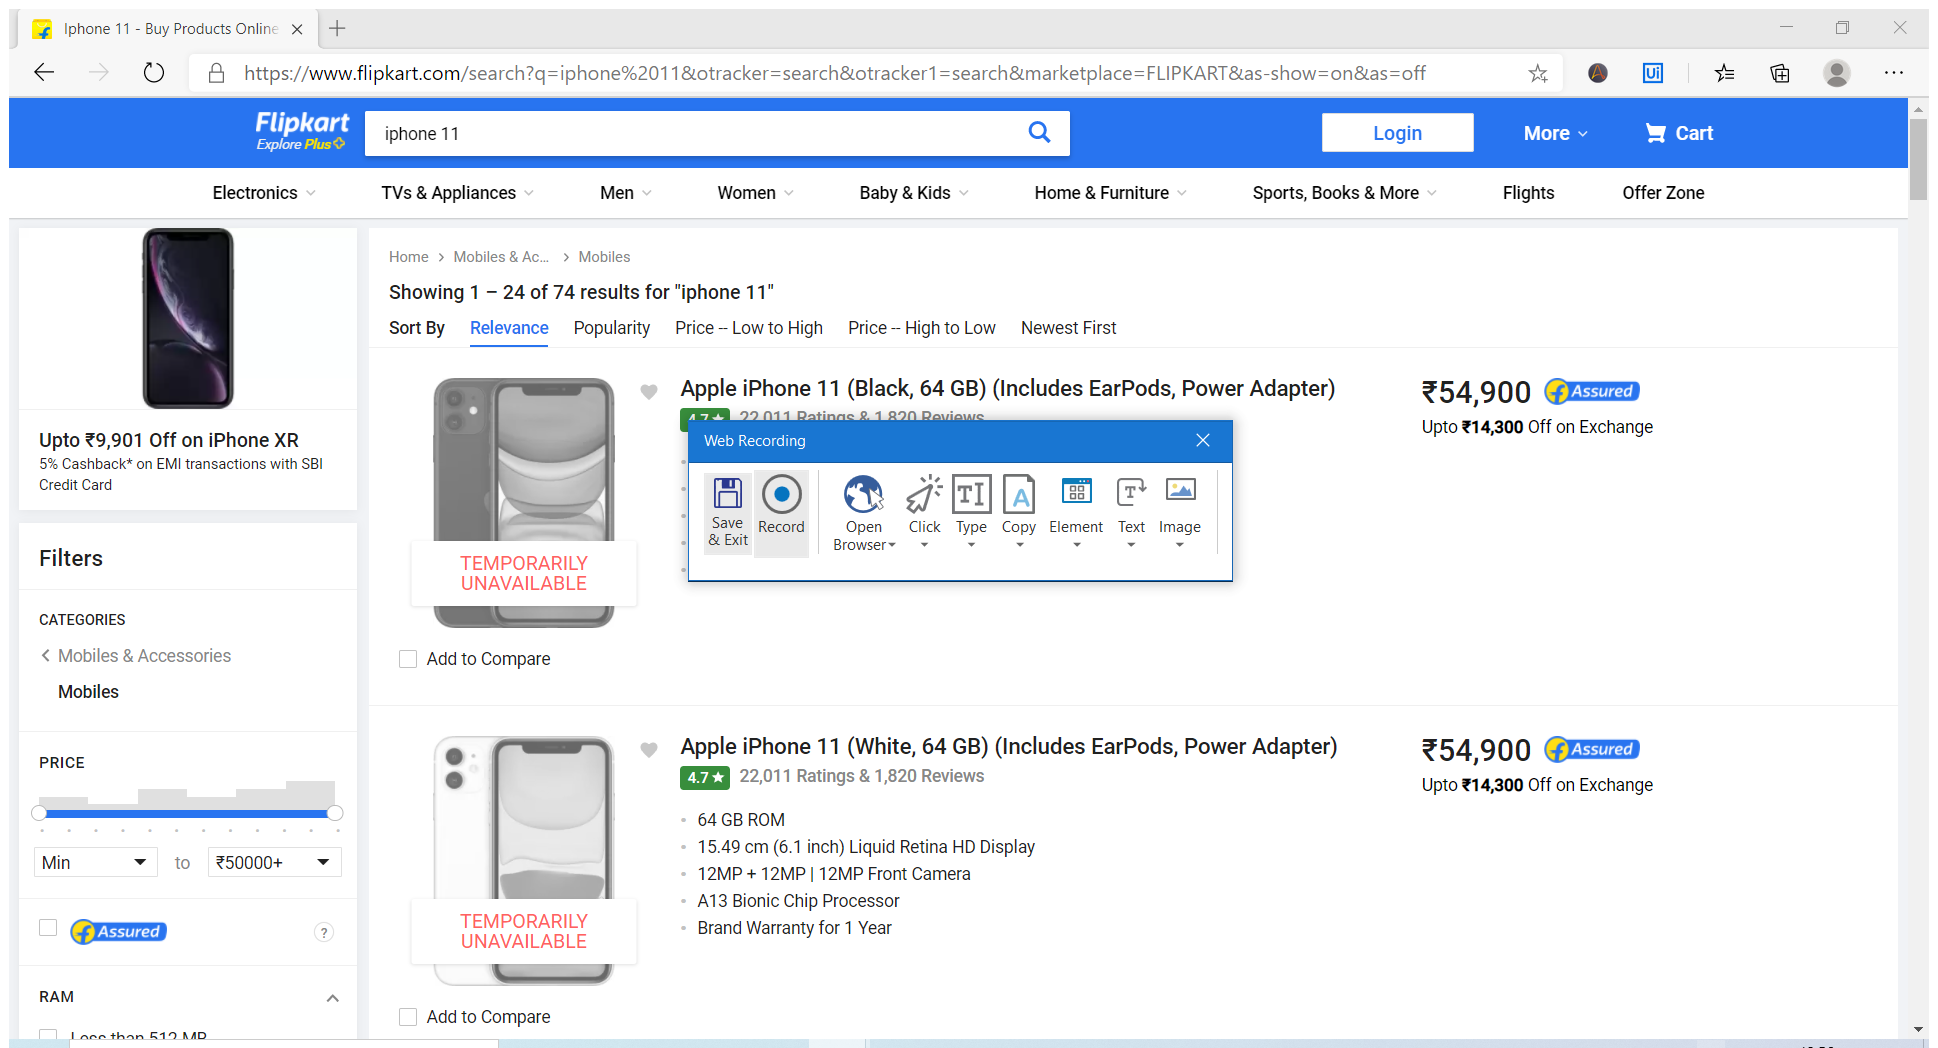 Iphone 11 - Buy Products Online
https://www.flipkart.com/search?q=iphone%2011&otracker=search&otracker1=search&marketplace=FLIPKART&as-show=on&as=off
Flipkart
Explore Plus
iphone 11
Login
More
Cart
Electronics
TVs & Appliances
Men
Women
Baby & Kids
Home & Furniture
Sports, Books & More
Flights
Offer Zone
Upto ₹9,901 Off on iPhone XR
5% Cashback* on EMI transactions with SBI
Credit Card
Filters
CATEGORIES
Mobiles & Accessories
Mobiles
PRICE
Min
to
₹50000+
Assured
?
RAM
Less than 512 MB
Home > Mobiles & Ac... > Mobiles
Showing 1 – 24 of 74 results for "iphone 11"
Sort By Relevance Popularity Price -- Low to High Price -- High to Low Newest First
Apple iPhone 11 (Black, 64 GB) (Includes EarPods, Power Adapter)
4.7★ 22,011 Ratings & 1,820 Reviews
₹54,900 Assured
Upto ₹14,300 Off on Exchange
TEMPORARILY
UNAVAILABLE
Add to Compare
Web Recording
Save
& Exit
Record
Open
Browser
Click
Type
Copy
Element
Text
Image
Apple iPhone 11 (White, 64 GB) (Includes EarPods, Power Adapter)
4.7★ 22,011 Ratings & 1,820 Reviews
64 GB ROM
15.49 cm (6.1 inch) Liquid Retina HD Display
12MP + 12MP | 12MP Front Camera
A13 Bionic Chip Processor
Brand Warranty for 1 Year
₹54,900 Assured
Upto ₹14,300 Off on Exchange
TEMPORARILY
UNAVAILABLE
Add to Compare